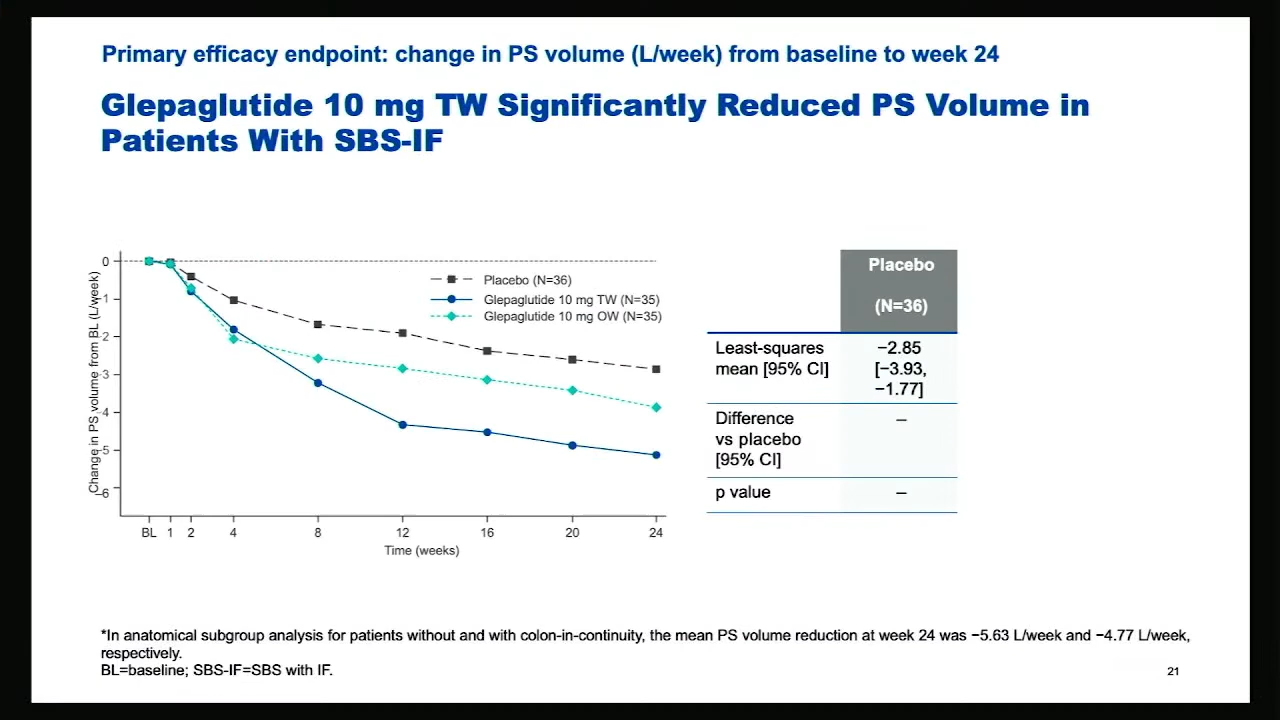 Primary efficacy endpoint: change in PS volume (L/week) from baseline to week 24
Glepaglutide 10 mg TW Significantly Reduced PS Volume in
Patients With SBS-IF
Change in PS volume from BL (L/week)
0
−1
−2
−3
−4
−5
−6
Placebo (N=36)
Glepaglutide 10 mg TW (N=35)
Glepaglutide 10 mg OW (N=35)
BL 1 2 4 8 12 16 20 24
Time (weeks)
Placebo
(N=36)
Least-squares
mean [95% CI]
−2.85
[−3.93,
−1.77]
Difference
vs placebo
[95% CI]
–
p value
–
*In anatomical subgroup analysis for patients without and with colon-in-continuity, the mean PS volume reduction at week 24 was −5.63 L/week and −4.77 L/week,
respectively.
BL=baseline; SBS-IF=SBS with IF.
21